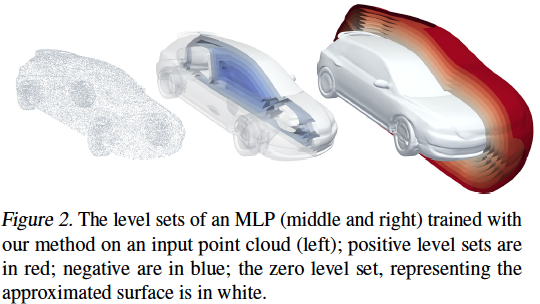 Figure 2. The level sets of an MLP (middle and right) trained with
our method on an input point cloud (left); positive level sets are
in red; negative are in blue; the zero level set, representing the
approximated surface is in white.